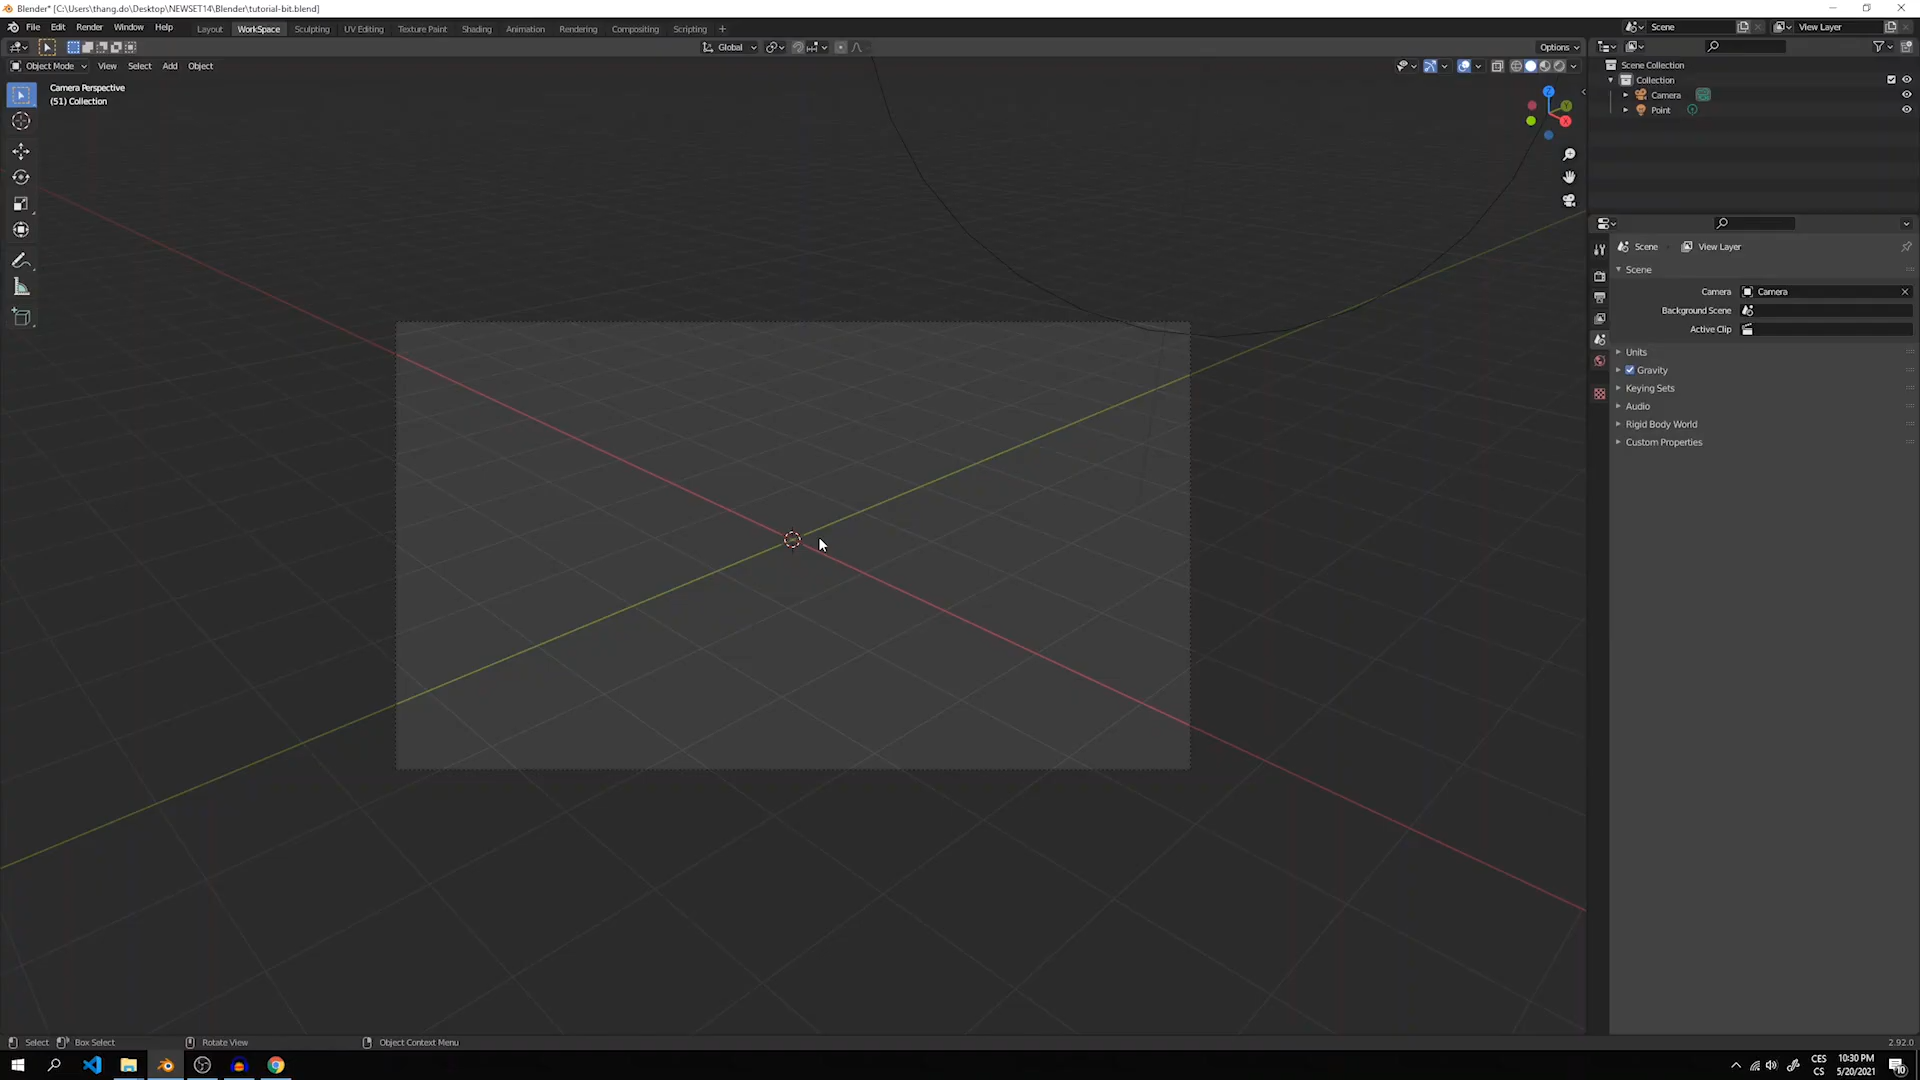 Blender* [C:\Users\thang.do\Desktop\NEWSET14\Blender\tutorial-bit.blend]
File Edit Render Window Help
Layout WorkSpace Sculpting UV Editing Texture Paint Shading Animation Rendering Compositing Scripting +
Scene
View Layer
Global
Options
Object Mode View Select Add Object
Camera Perspective
(51) Collection
Z
Y
X
Scene Collection
Collection
Camera
Point
Scene View Layer
Scene
Camera Camera
Background Scene
Active Clip
Units
Gravity
Keying Sets
Audio
Rigid Body World
Custom Properties
Select Box Select Rotate View Object Context Menu
2.92.0
CES
CS
10:30 PM
5/20/2021
10